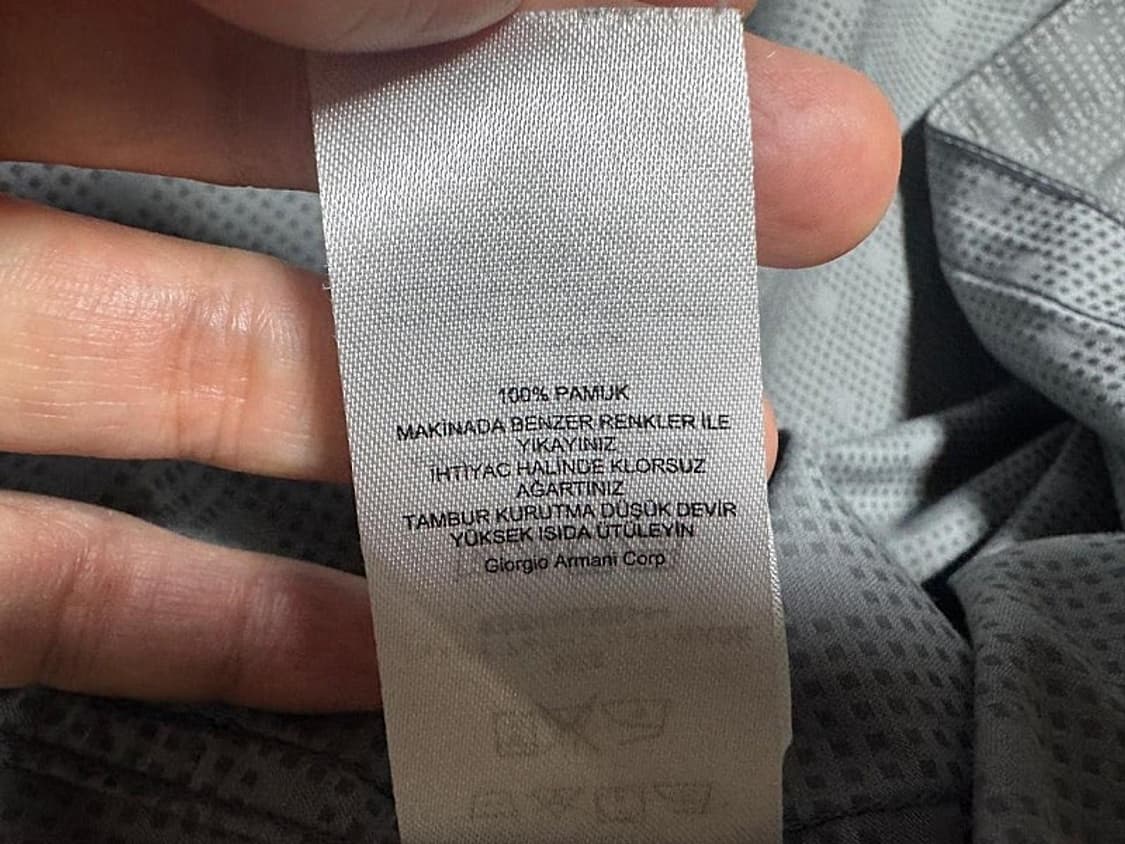 100% PAMUK
MAKİNADA BENZER RENKLER İLE
YIKAYINIZ
İHTİYAC HALİNDE KLORSUZ
AĞARTINIZ
TAMBUR KURUTMA DÜŞÜK DEVİR
YÜKSEK ISIDA ÜTÜLEYİN
Giorgio Armani Corp